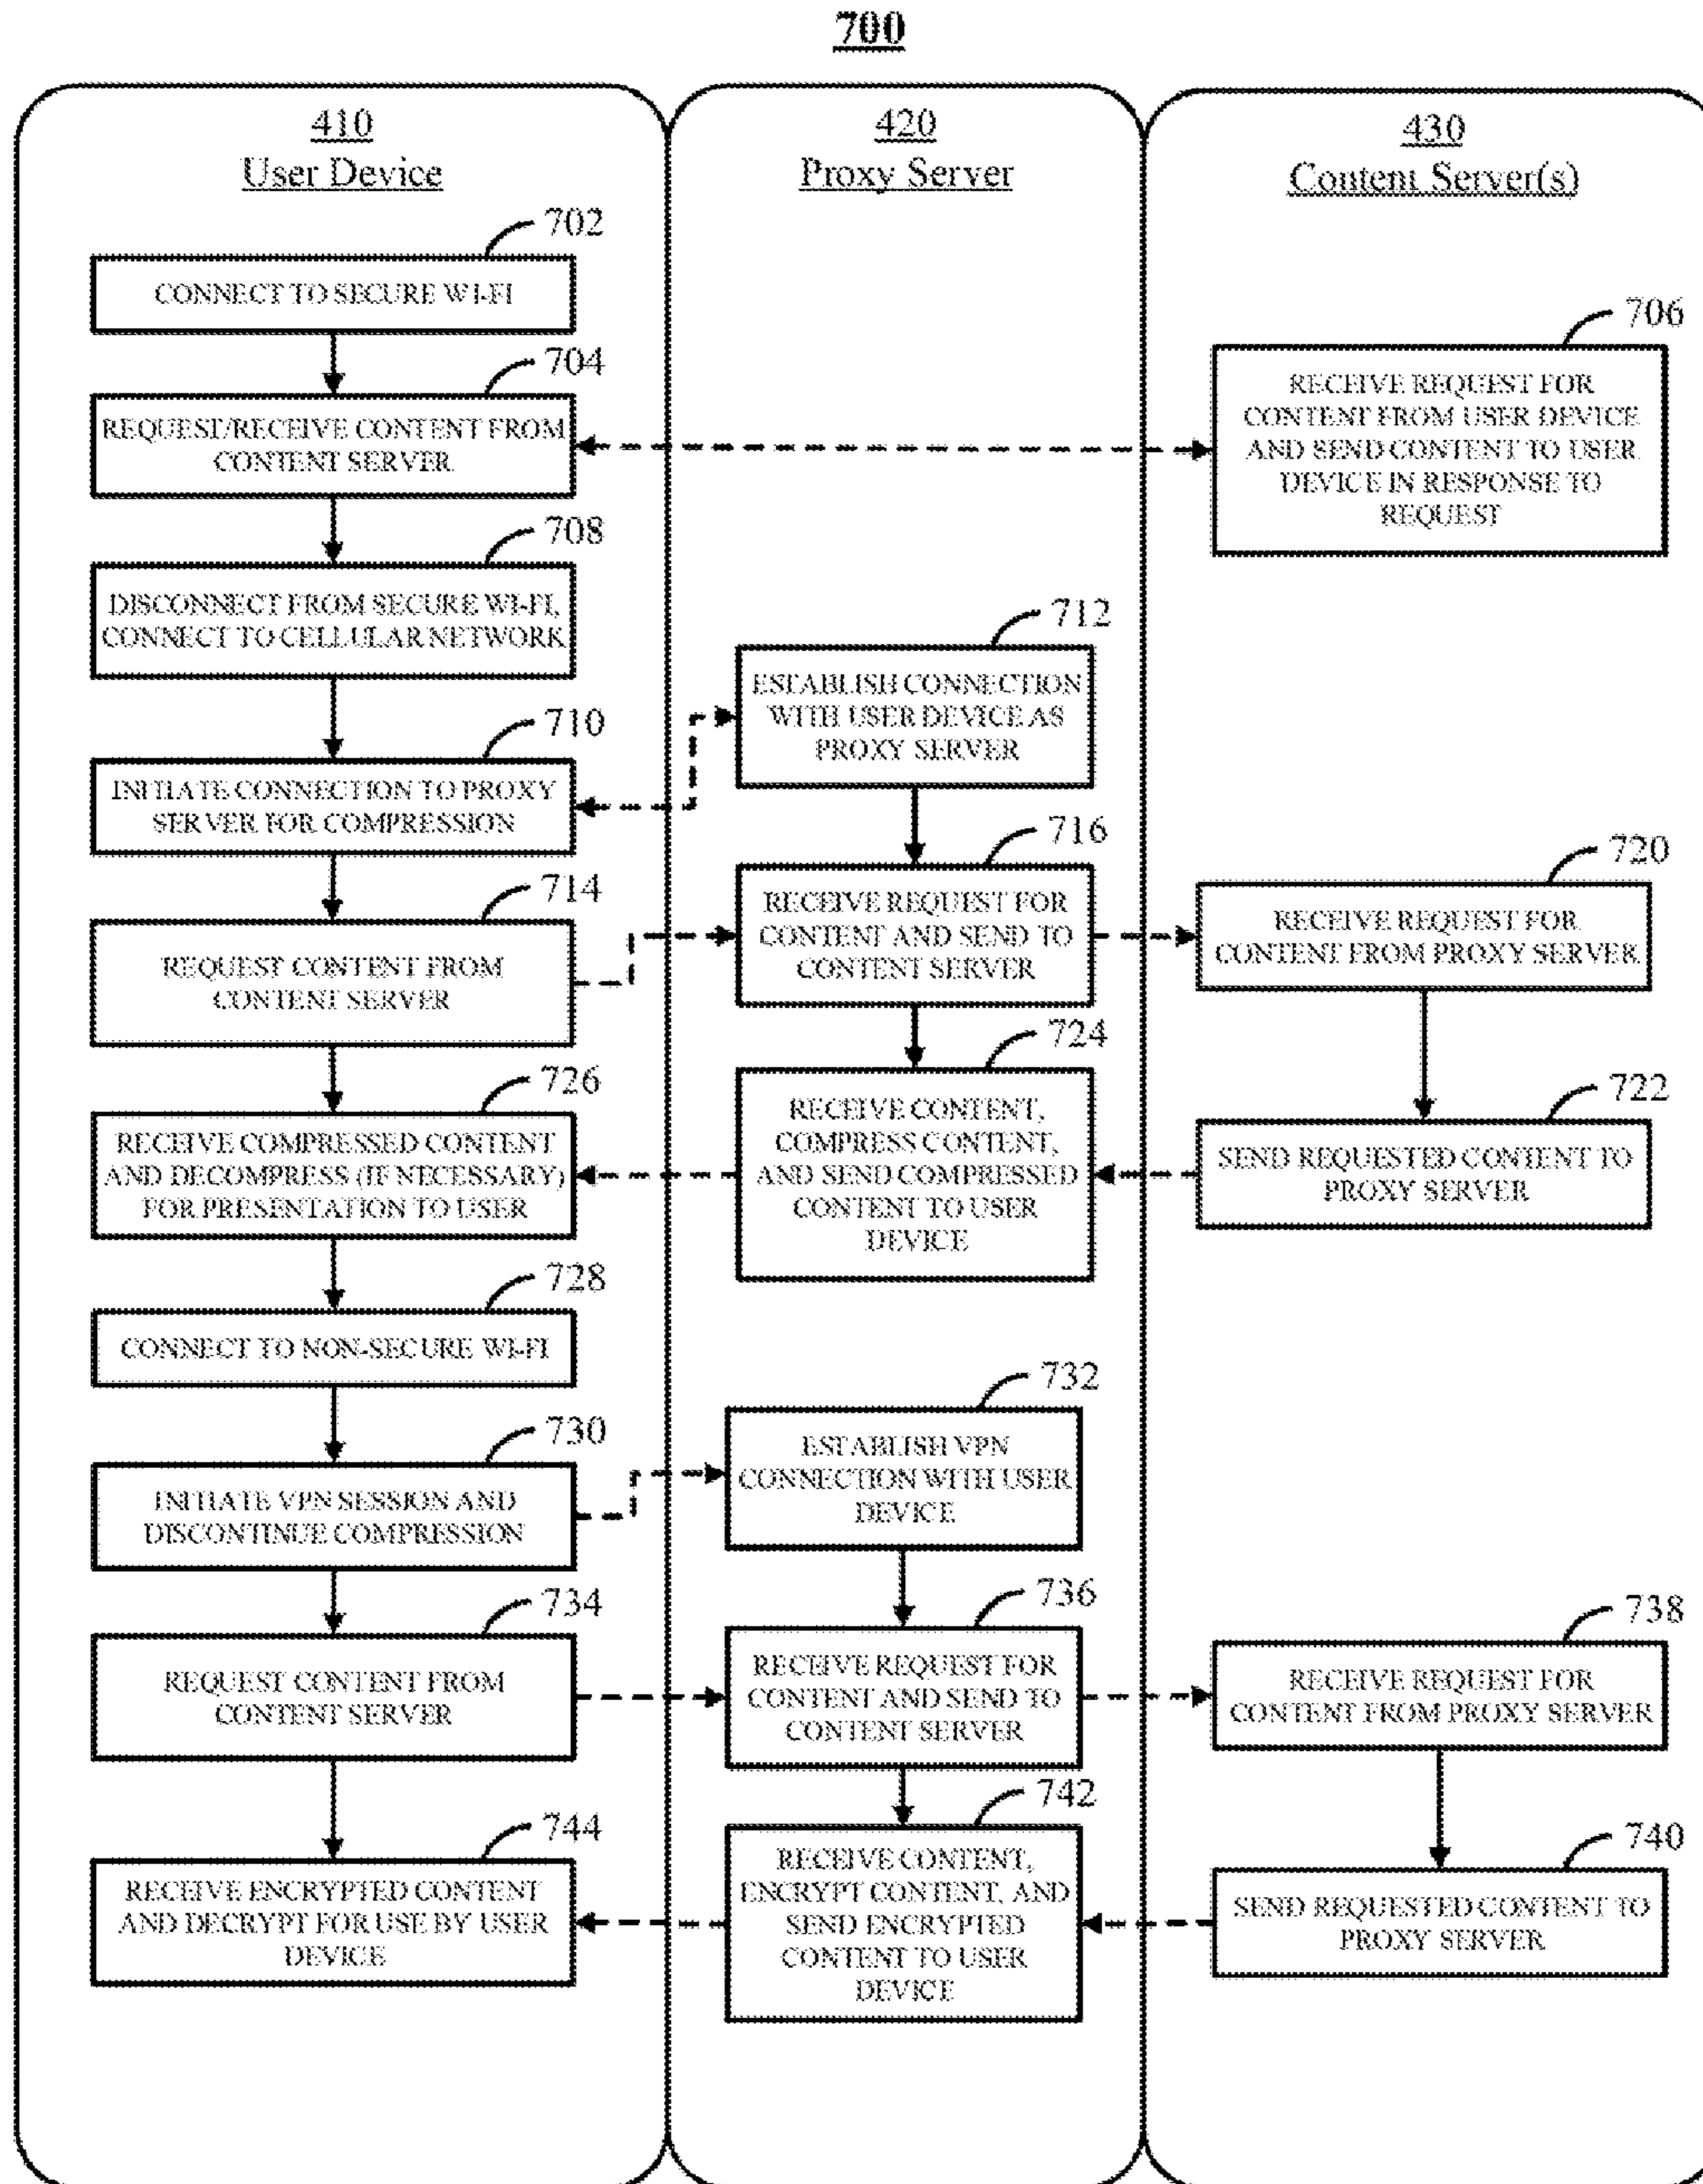 700
410
User Device
420
Proxy Server
430
Content Server(s)
702
CONNECT TO SECURE WI-FI
704
REQUEST/RECEIVE CONTENT FROM
CONTENT SERVER
706
RECEIVE REQUEST FOR
CONTENT FROM USER DEVICE
AND SEND CONTENT TO USER
DEVICE IN RESPONSE TO
REQUEST
708
DISCONNECT FROM SECURE WI-FI,
CONNECT TO CELLULAR NETWORK
710
INITIATE CONNECTION TO PROXY
SERVER FOR COMPRESSION
712
ESTABLISH CONNECTION
WITH USER DEVICE AS
PROXY SERVER
714
REQUEST CONTENT FROM
CONTENT SERVER
716
RECEIVE REQUEST FOR
CONTENT AND SEND TO
CONTENT SERVER
720
RECEIVE REQUEST FOR
CONTENT FROM PROXY SERVER
722
SEND REQUESTED CONTENT TO
PROXY SERVER
724
RECEIVE CONTENT,
COMPRESS CONTENT,
AND SEND COMPRESSED
CONTENT TO USER
DEVICE
726
RECEIVE COMPRESSED CONTENT
AND DECOMPRESS (IF NECESSARY)
FOR PRESENTATION TO USER
728
CONNECT TO NON-SECURE WI-FI
730
INITIATE VPN SESSION AND
DISCONTINUE COMPRESSION
732
ESTABLISH VPN
CONNECTION WITH USER
DEVICE
734
REQUEST CONTENT FROM
CONTENT SERVER
736
RECEIVE REQUEST FOR
CONTENT AND SEND TO
CONTENT SERVER
738
RECEIVE REQUEST FOR
CONTENT FROM PROXY SERVER
740
SEND REQUESTED CONTENT TO
PROXY SERVER
742
RECEIVE CONTENT,
ENCRYPT CONTENT, AND
SEND ENCRYPTED
CONTENT TO USER
DEVICE
744
RECEIVE ENCRYPTED CONTENT
AND DECRYPT FOR USE BY USER
DEVICE